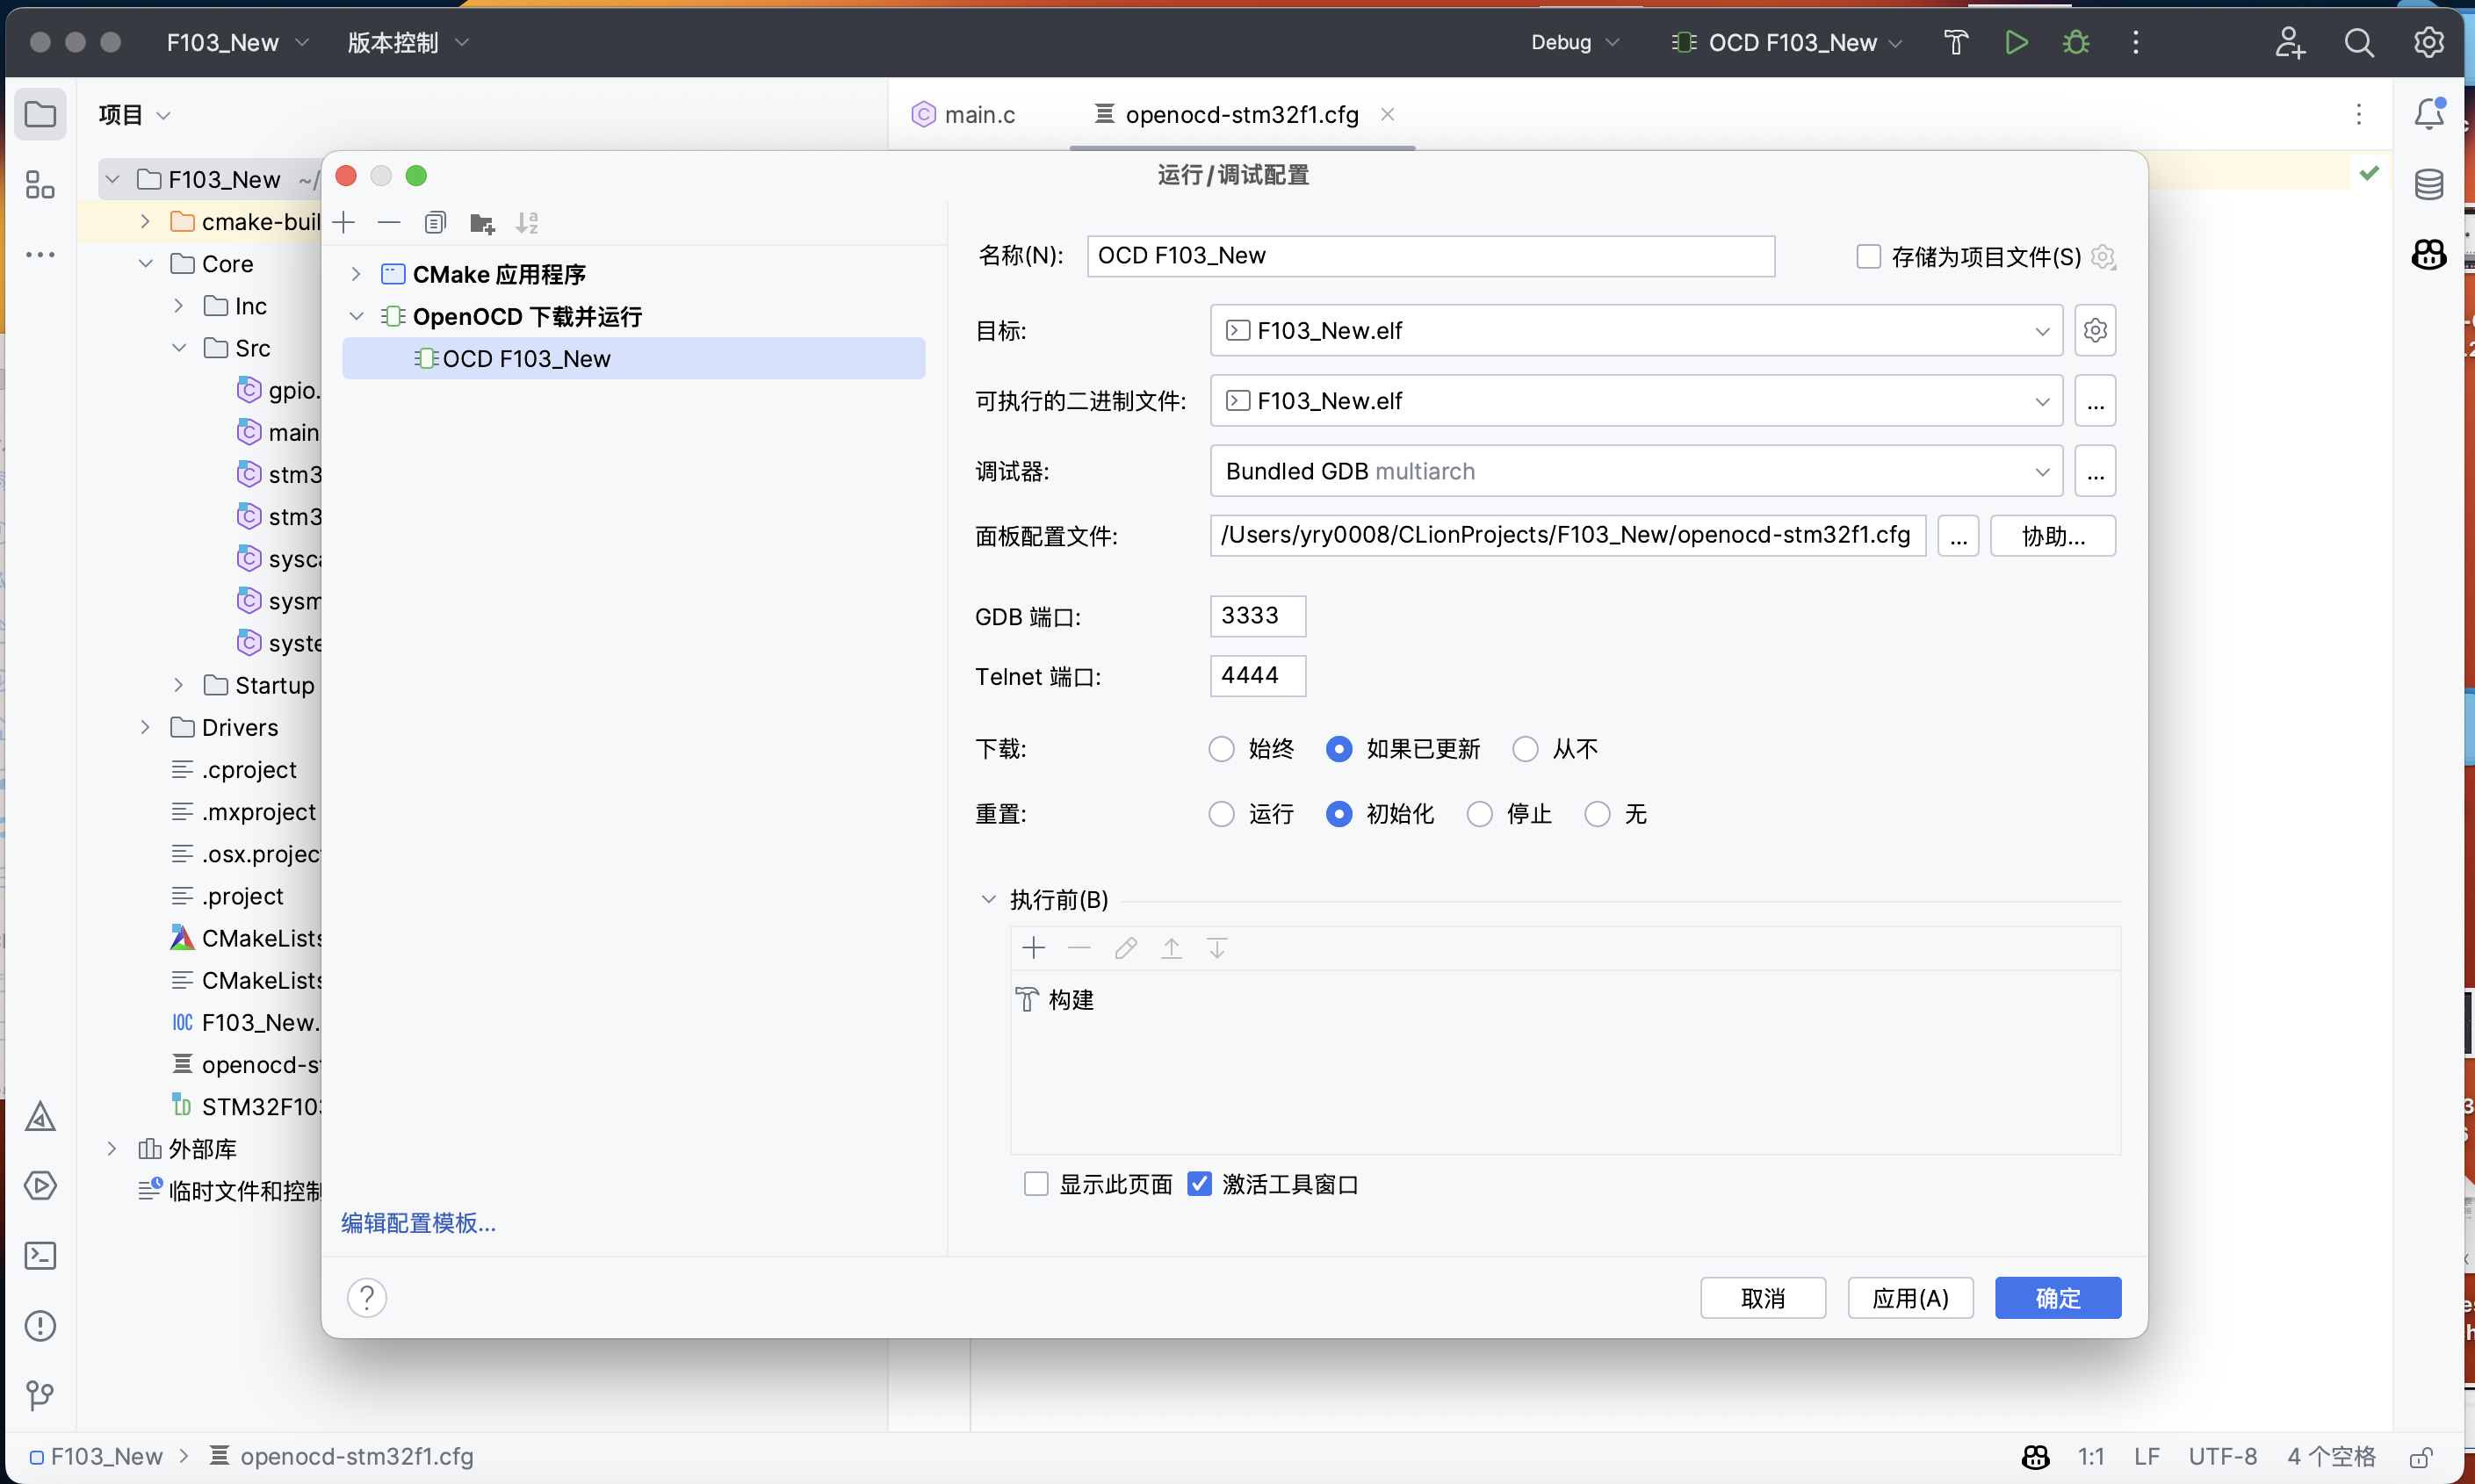 F103_New
版本控制
Debug
OCD F103_New
项目
main.c
openocd-stm32f1.cfg
F103_New ~/
cmake-buil
Core
Inc
Src
gpio.
main
stm3
stm3
sysca
sysm
syste
Startup
Drivers
.cproject
.mxproject
.osx.project
.project
CMakeLists
CMakeLists
IOC F103_New.
openocd-st
LD STM32F103
外部库
临时文件和控制
运行/调试配置
CMake 应用程序
OpenOCD 下载并运行
OCD F103_New
编辑配置模板...
?
名称(N): OCD F103_New
存储为项目文件(S)
目标: F103_New.elf
可执行的二进制文件: F103_New.elf ...
调试器: Bundled GDB multiarch ...
面板配置文件: /Users/yry0008/CLionProjects/F103_New/openocd-stm32f1.cfg ... 协助...
GDB 端口: 3333
Telnet 端口: 4444
下载: 始终 如果已更新 从不
重置: 运行 初始化 停止 无
执行前(B)
构建
显示此页面 激活工具窗口
取消 应用(A) 确定
F103_New > openocd-stm32f1.cfg
1:1 LF UTF-8 4 个空格